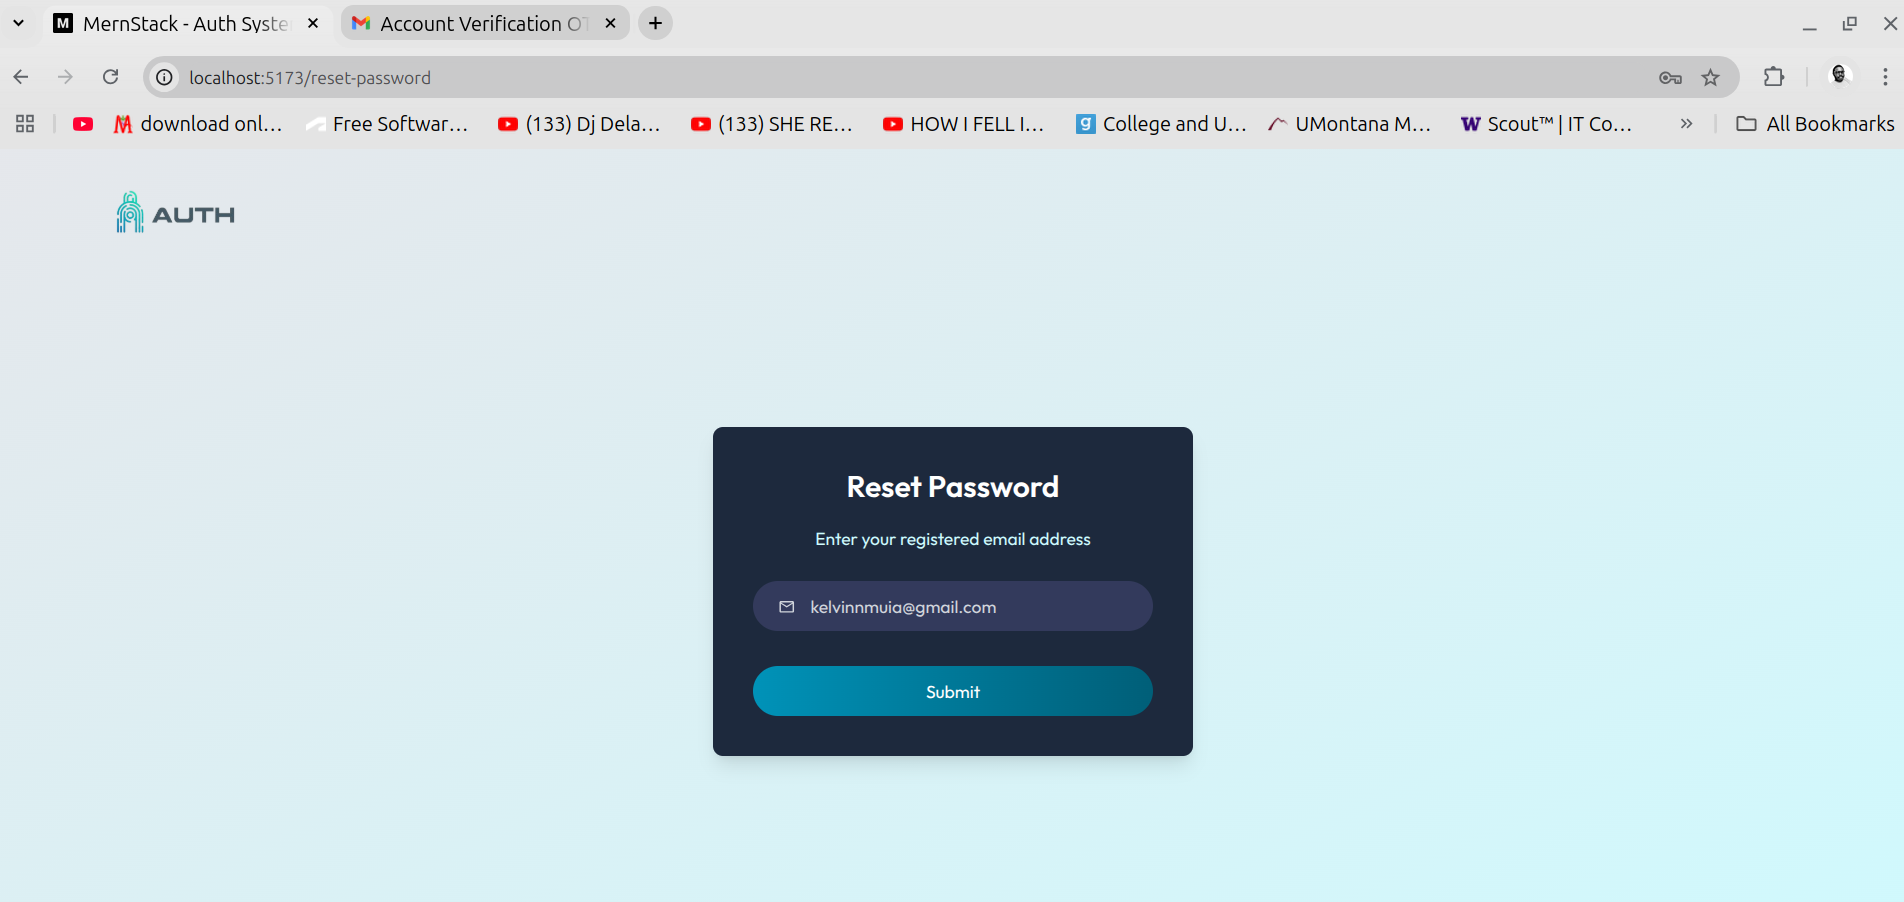 M MernStack - Auth Syste
Account Verification OT
localhost:5173/reset-password
download onl...
Free Softwar...
(133) Dj Dela...
(133) SHE RE...
HOW I FELL I...
g College and U...
UMontana M...
W Scout™ | IT Co...
All Bookmarks
AUTH
Reset Password
Enter your registered email address
kelvinnmuia@gmail.com
Submit